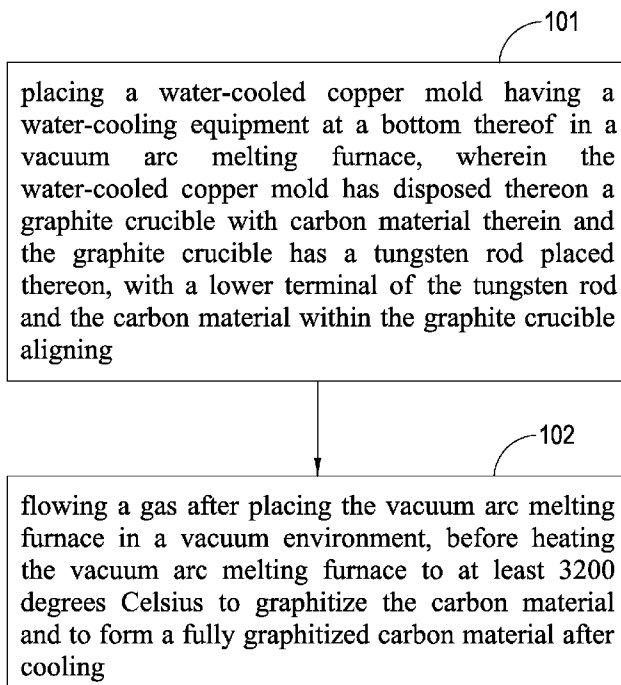 101
placing a water-cooled copper mold having a
water-cooling equipment at a bottom thereof in a
vacuum arc melting furnace, wherein the
water-cooled copper mold has disposed thereon a
graphite crucible with carbon material therein and
the graphite crucible has a tungsten rod placed
thereon, with a lower terminal of the tungsten rod
and the carbon material within the graphite crucible
aligning
102
flowing a gas after placing the vacuum arc melting
furnace in a vacuum environment, before heating
the vacuum arc melting furnace to at least 3200
degrees Celsius to graphitize the carbon material
and to form a fully graphitized carbon material after
cooling